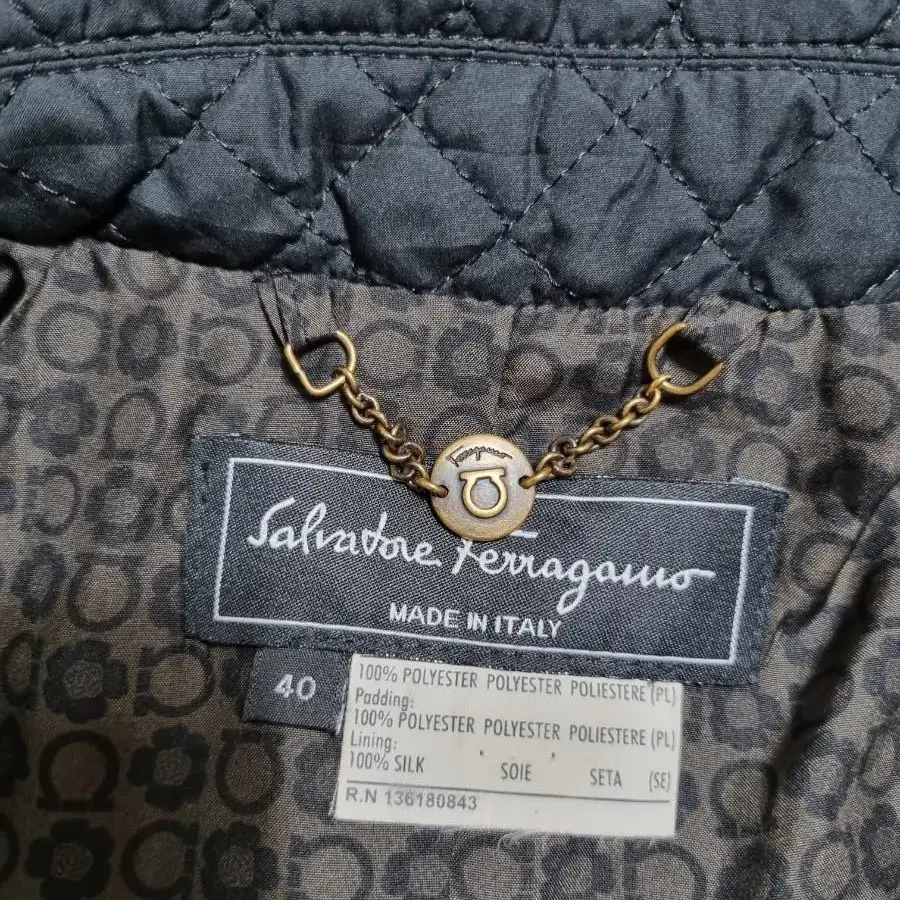 Ferragamo
Salvatore Ferragamo
MADE IN ITALY
40
100% POLYESTER POLYESTER POLIESTERE (PL)
Padding:
100% POLYESTER POLYESTER POLIESTERE (PL)
Lining:
100% SILK SOIE SETA (SE)
R.N 136180843